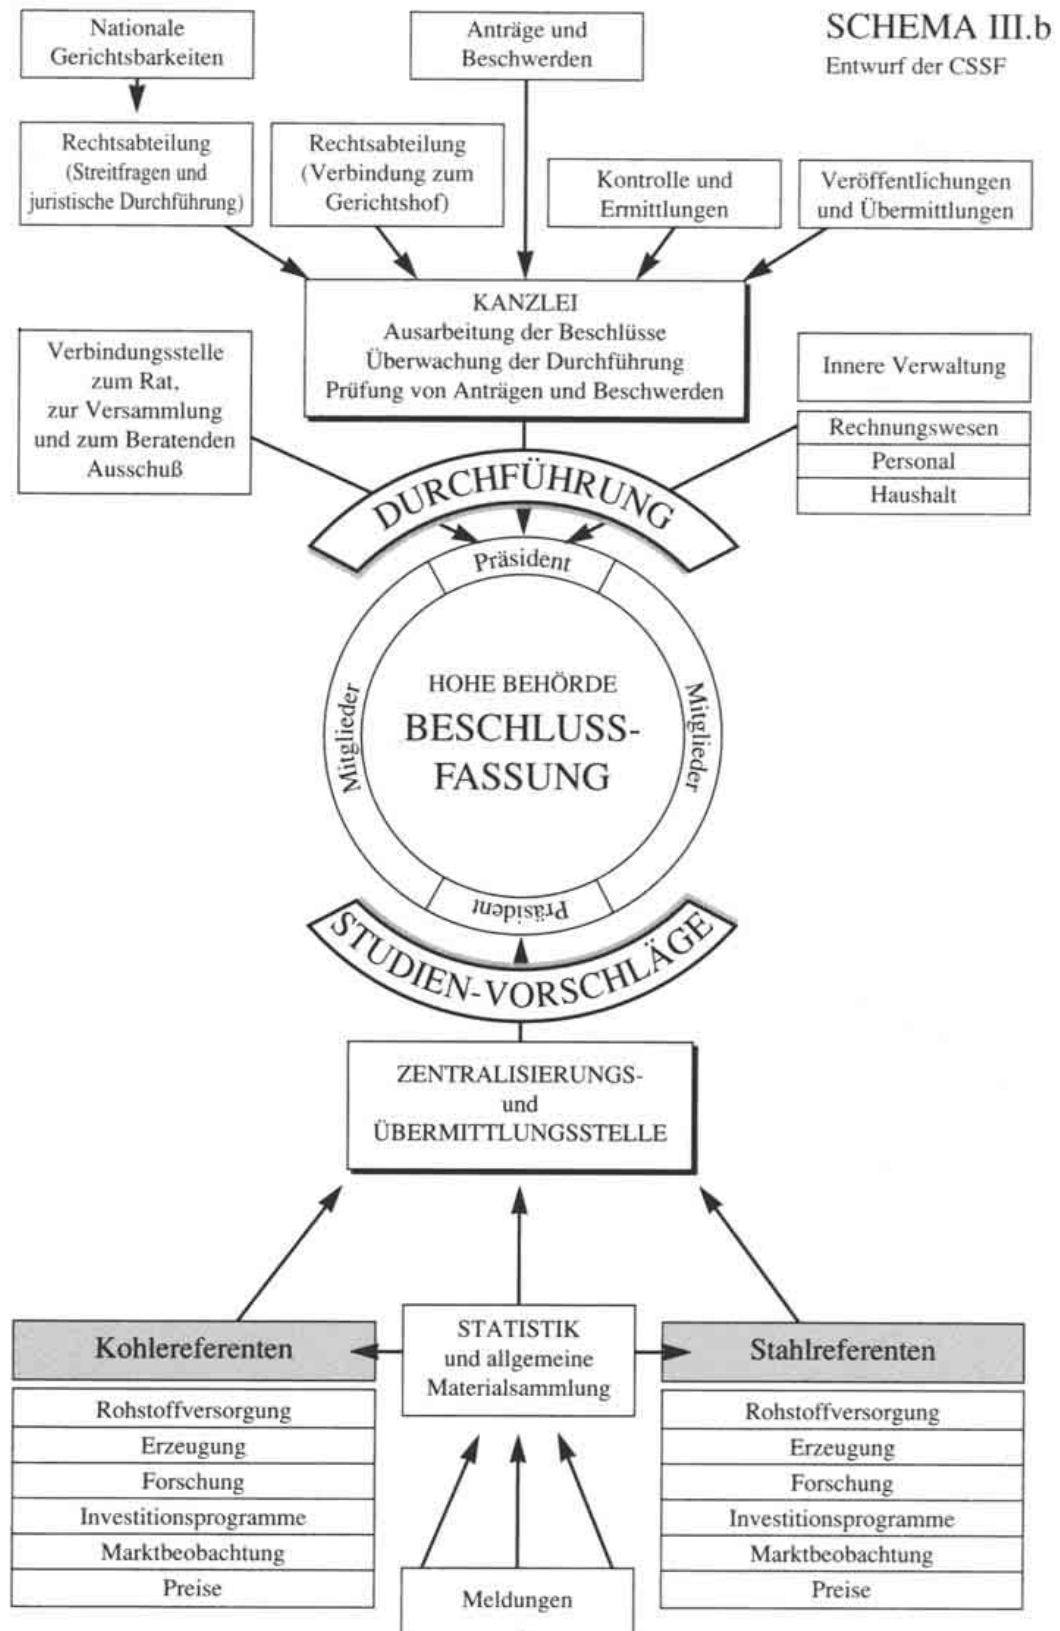 SCHEMA III.b
Entwurf der CSSF
Nationale
Gerichtsbarkeiten
Anträge und
Beschwerden
Rechtsabteilung
(Streitfragen und
juristische Durchführung)
Rechtsabteilung
(Verbindung zum
Gerichtshof)
Kontrolle und
Ermittlungen
Veröffentlichungen
und Übermittlungen
KANZLEI
Ausarbeitung der Beschlüsse
Überwachung der Durchführung
Prüfung von Anträgen und Beschwerden
Verbindungsstelle
zum Rat,
zur Versammlung
und zum Beratenden
Ausschuß
Innere Verwaltung
Rechnungswesen
Personal
Haushalt
DURCHFÜHRUNG
Präsident
Mitglieder
HOHE BEHÖRDE
BESCHLUSS-
FASSUNG
Mitglieder
Präsident
STUDIEN-VORSCHLÄGE
ZENTRALISIERUNGS-
und
ÜBERMITTLUNGSSTELLE
Kohlereferenten
Rohstoffversorgung
Erzeugung
Forschung
Investitionsprogramme
Marktbeobachtung
Preise
STATISTIK
und allgemeine
Materialsammlung
Meldungen
Stahlreferenten
Rohstoffversorgung
Erzeugung
Forschung
Investitionsprogramme
Marktbeobachtung
Preise